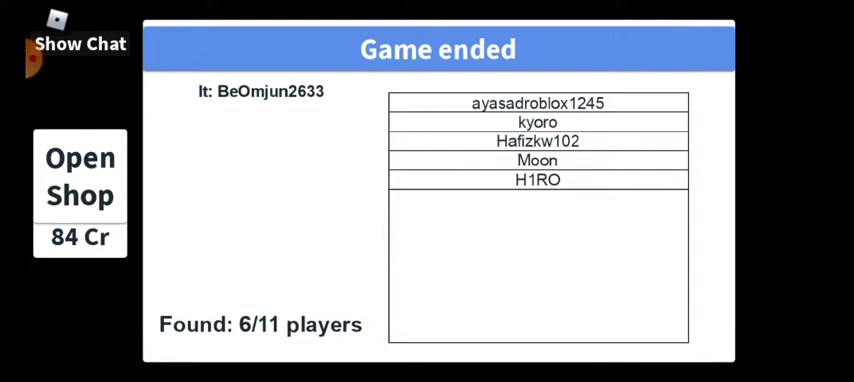 Show Chat
Game ended
It: BeOmjun2633
ayasadroblox1245
kyoro
Hafizkw102
Moon
H1RO
Open
Shop
84 Cr
Found: 6/11 players